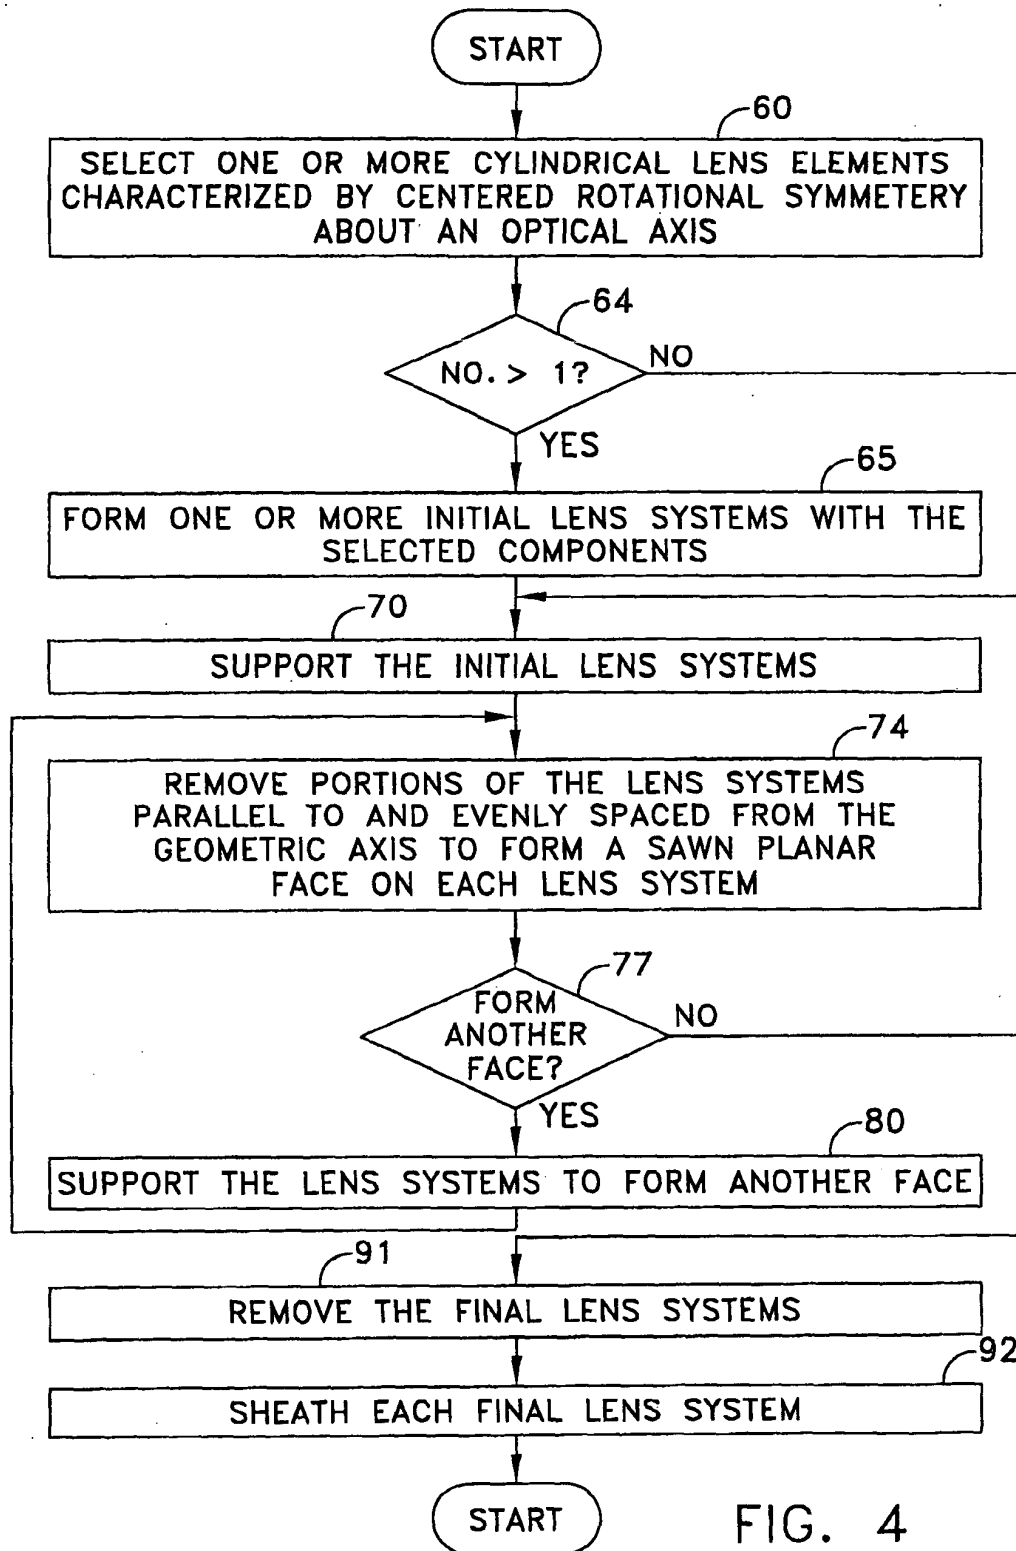 START
60
SELECT ONE OR MORE CYLINDRICAL LENS ELEMENTS
CHARACTERIZED BY CENTERED ROTATIONAL SYMMETERY
ABOUT AN OPTICAL AXIS
64
NO. > 1?
NO
YES
65
FORM ONE OR MORE INITIAL LENS SYSTEMS WITH THE
SELECTED COMPONENTS
70
SUPPORT THE INITIAL LENS SYSTEMS
74
REMOVE PORTIONS OF THE LENS SYSTEMS
PARALLEL TO AND EVENLY SPACED FROM THE
GEOMETRIC AXIS TO FORM A SAWN PLANAR
FACE ON EACH LENS SYSTEM
77
FORM
ANOTHER
FACE?
NO
YES
80
SUPPORT THE LENS SYSTEMS TO FORM ANOTHER FACE
91
REMOVE THE FINAL LENS SYSTEMS
92
SHEATH EACH FINAL LENS SYSTEM
START
FIG. 4